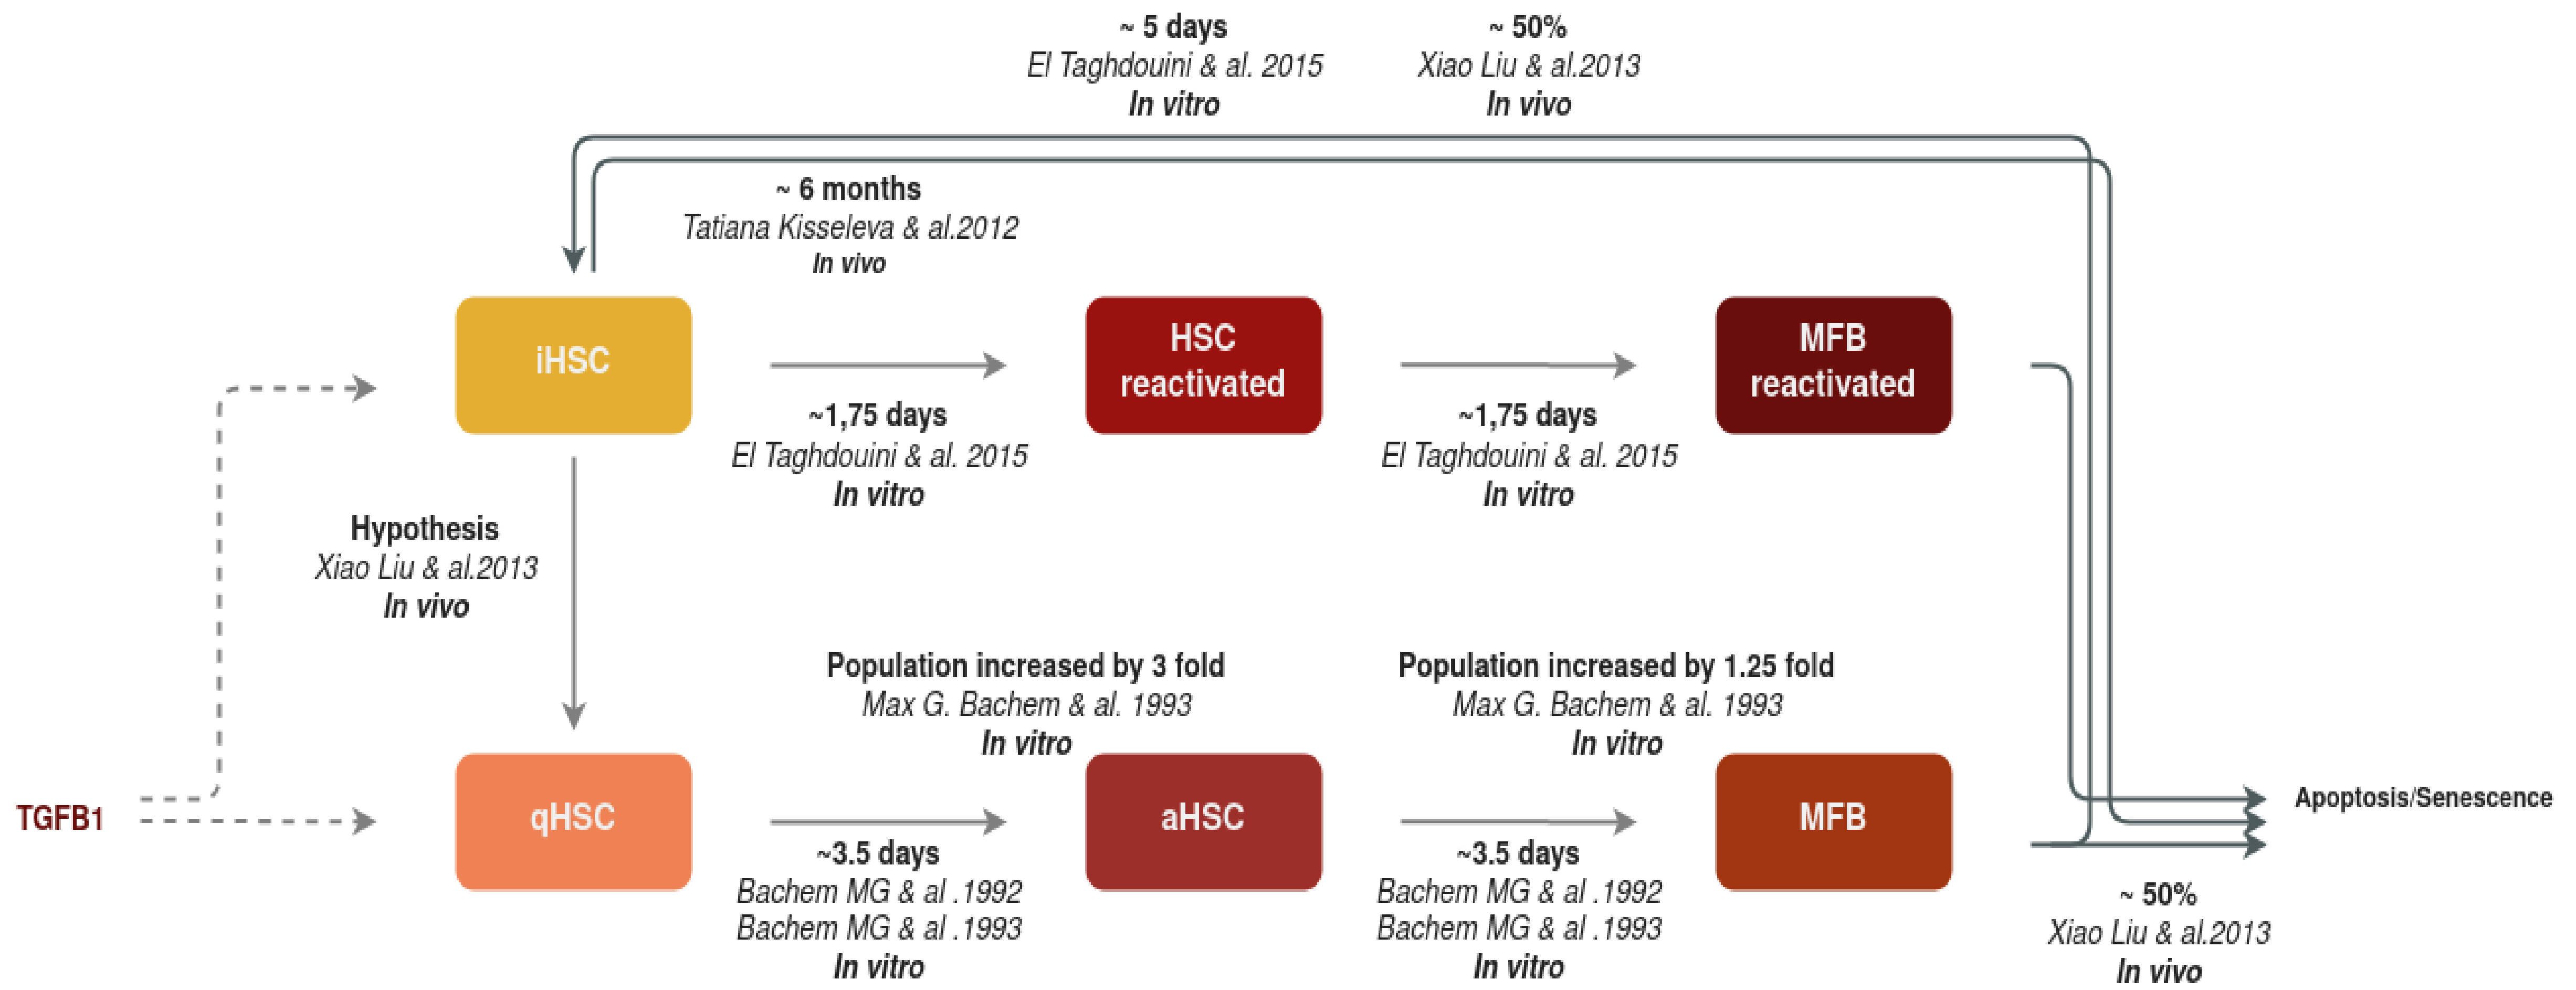 ~ 5 days
El Taghdouini & al. 2015
In vitro
~ 50%
Xiao Liu & al.2013
In vivo
~ 6 months
Tatiana Kisseleva & al.2012
In vivo
iHSC
HSC
reactivated
MFB
reactivated
~1,75 days
El Taghdouini & al. 2015
In vitro
~1,75 days
El Taghdouini & al. 2015
In vitro
Hypothesis
Xiao Liu & al.2013
In vivo
Population increased by 3 fold
Max G. Bachem & al. 1993
In vitro
Population increased by 1.25 fold
Max G. Bachem & al. 1993
In vitro
TGFB1
qHSC
aHSC
MFB
Apoptosis/Senescence
~3.5 days
Bachem MG & al .1992
Bachem MG & al .1993
In vitro
~3.5 days
Bachem MG & al .1992
Bachem MG & al .1993
In vitro
~ 50%
Xiao Liu & al.2013
In vivo